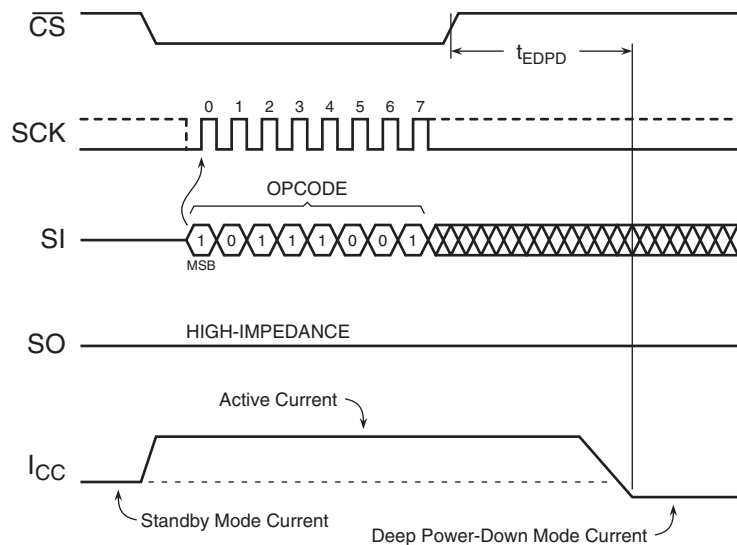 CS
tEDPD
0 1 2 3 4 5 6 7
SCK
OPCODE
SI
1 0 1 1 1 0 0 1
MSB
HIGH-IMPEDANCE
SO
Active Current
ICC
Standby Mode Current
Deep Power-Down Mode Current